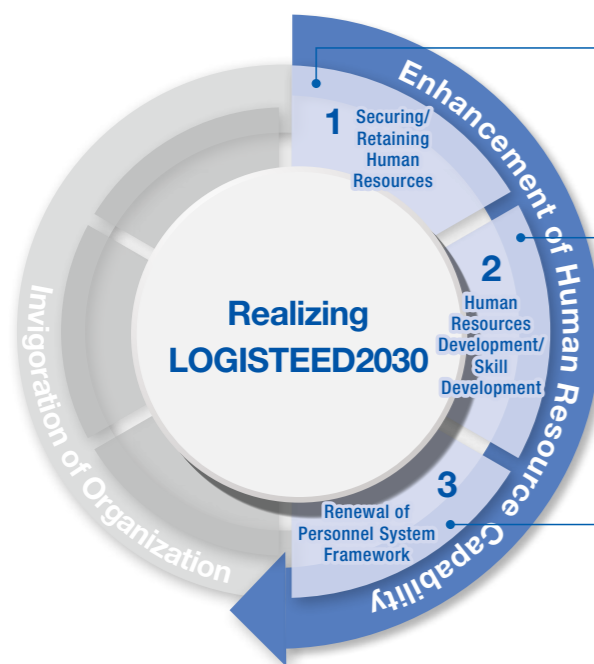 Enhancement of Human Resource Capability
1
Securing/
Retaining
Human
Resources
2
Human
Resources
Development/
Skill
Development
3
Renewal of
Personnel System
Framework
Realizing
LOGISTEED2030
Invigoration of Organization